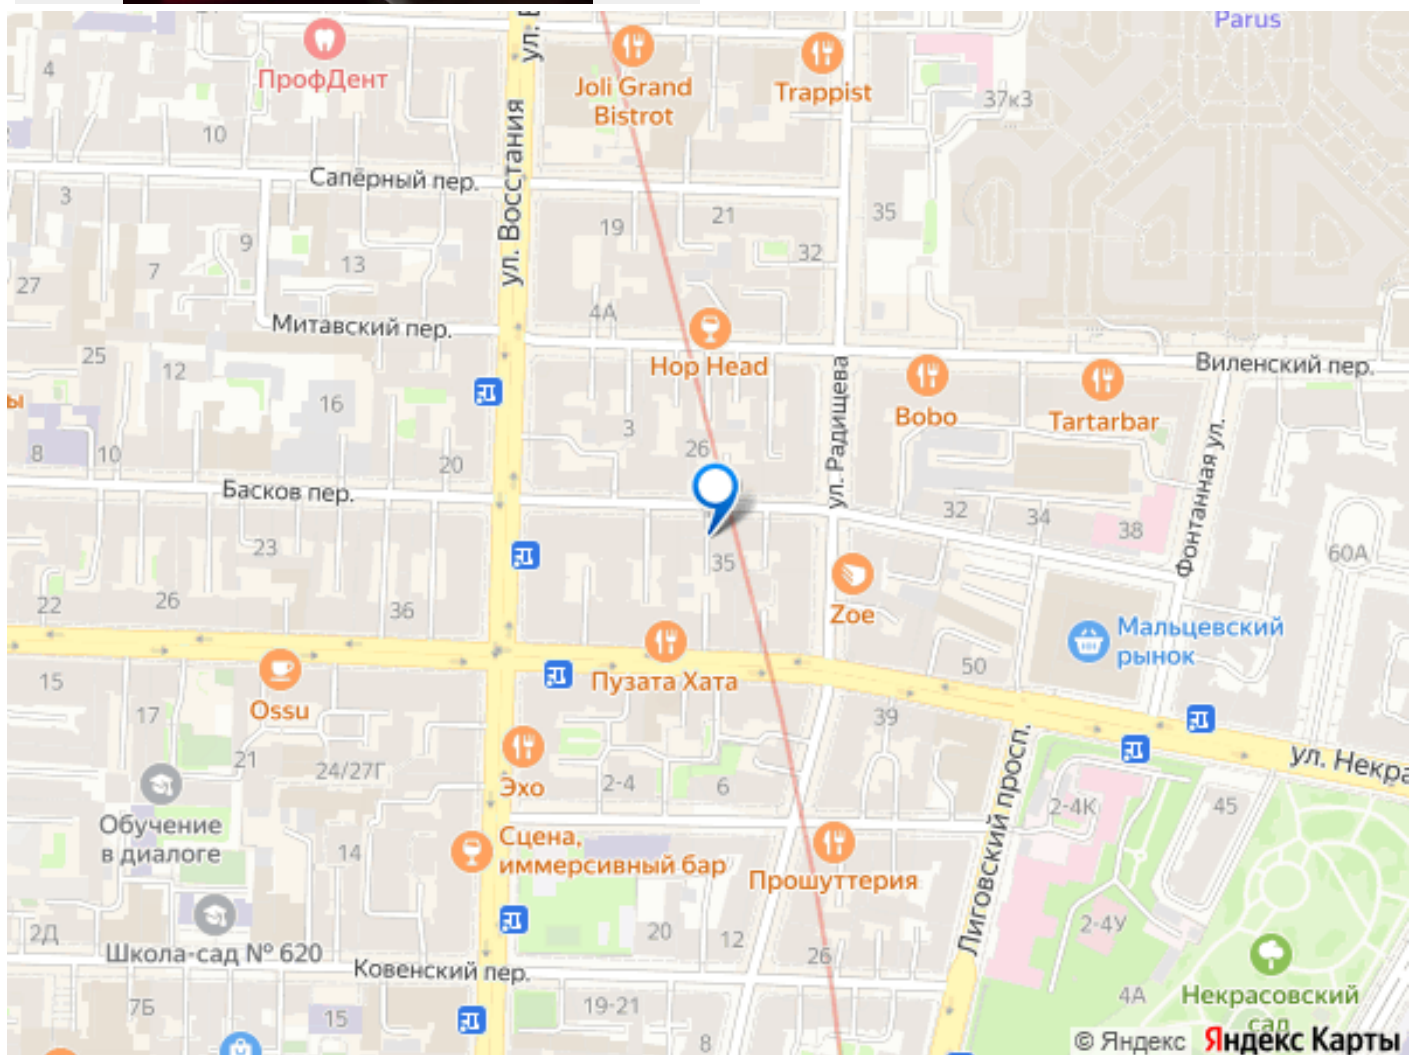 Parus
ул. В
ПрофДент
Joli Grand
Bistrot
Trappist
4
10
37к3
ул. Восстания
Сапёрный пер.
3
19
21
35
9
13
32
7
27
4А
Митавский пер.
Hop Head
25
12
Виленский пер.
ул. Радищева
ы
16
Bobo
Tartarbar
3
26
8
10
20
Фонтанная ул.
Басков пер.
32
34
38
23
35
60А
22
26
36
Zoe
Мальцевский
рынок
50
15
Пузата Хата
17
Ossu
39
21
24/27Г
ул. Некра
Эхо
2-4
6
Лиговский просп.
2-4К
45
Обучение
в диалоге
14
Сцена,
иммерсивный бар
Прошуттерия
2Д
20
12
2-4У
Школа-сад № 620
26
Ковенский пер.
7Б
15
19-21
4А
Некрасовский
сад
8
© Яндекс Яндекс Карты